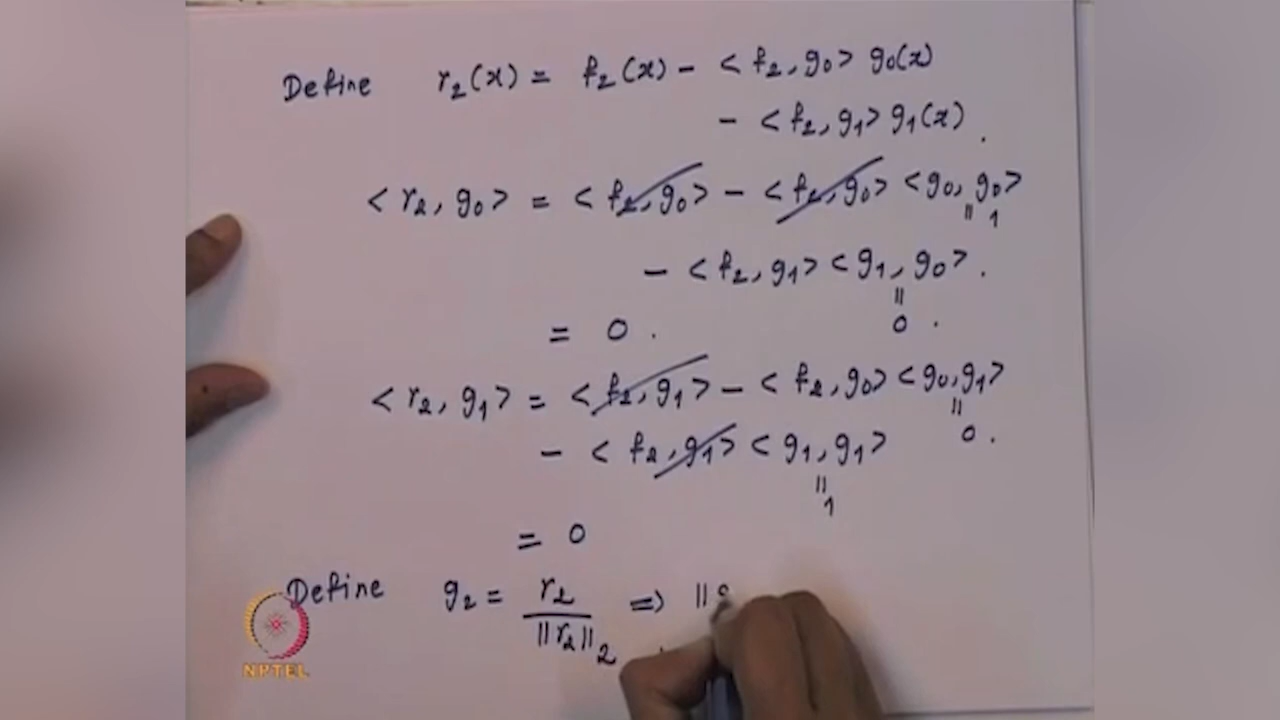 Define r₂(x) = f₂(x) - <f₂, g₀> g₀(x)
- <f₂, g₁> g₁(x).
<r₂, g₀> = <f₂, g₀> - <f₂, g₀> <g₀, g₀>
|| 1
- <f₂, g₁> <g₁, g₀>.
||
= 0. 0.
<r₂, g₁> = <f₂, g₁> - <f₂, g₀> <g₀, g₁>
||
- <f₂, g₁> <g₁, g₁> 0.
||
1
= 0
Define g₂ = r₂ / ||r₂||₂ => ||
NPTEL